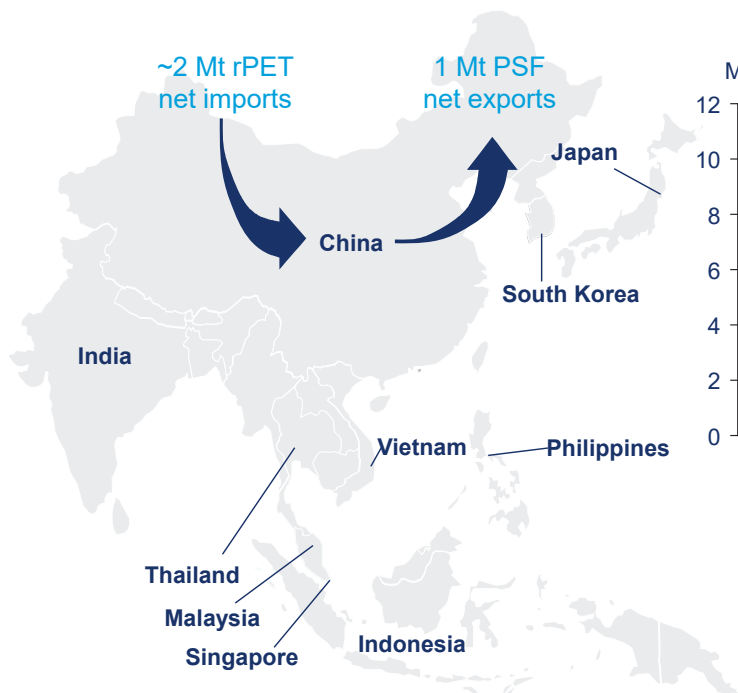 ~2 Mt rPET
net imports
1 Mt PSF
net exports
M
12
10
8
6
4
2
0
Japan
China
South Korea
India
Vietnam
Philippines
Thailand
Malaysia
Singapore
Indonesia